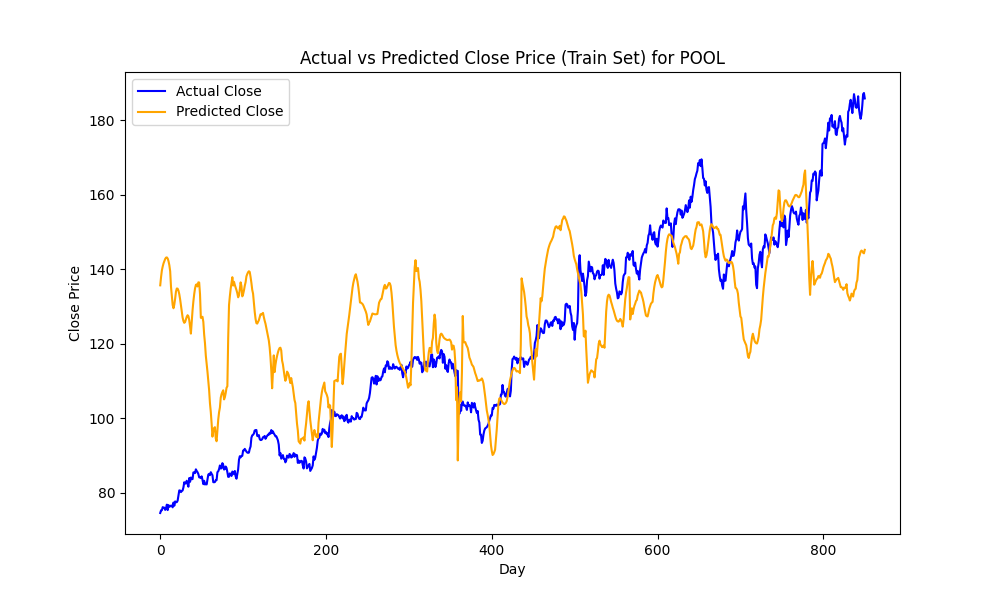 Actual vs Predicted Close Price (Train Set) for POOL
Actual Close
Predicted Close
Close Price
180
160
140
120
100
80
0 200 400 600 800
Day